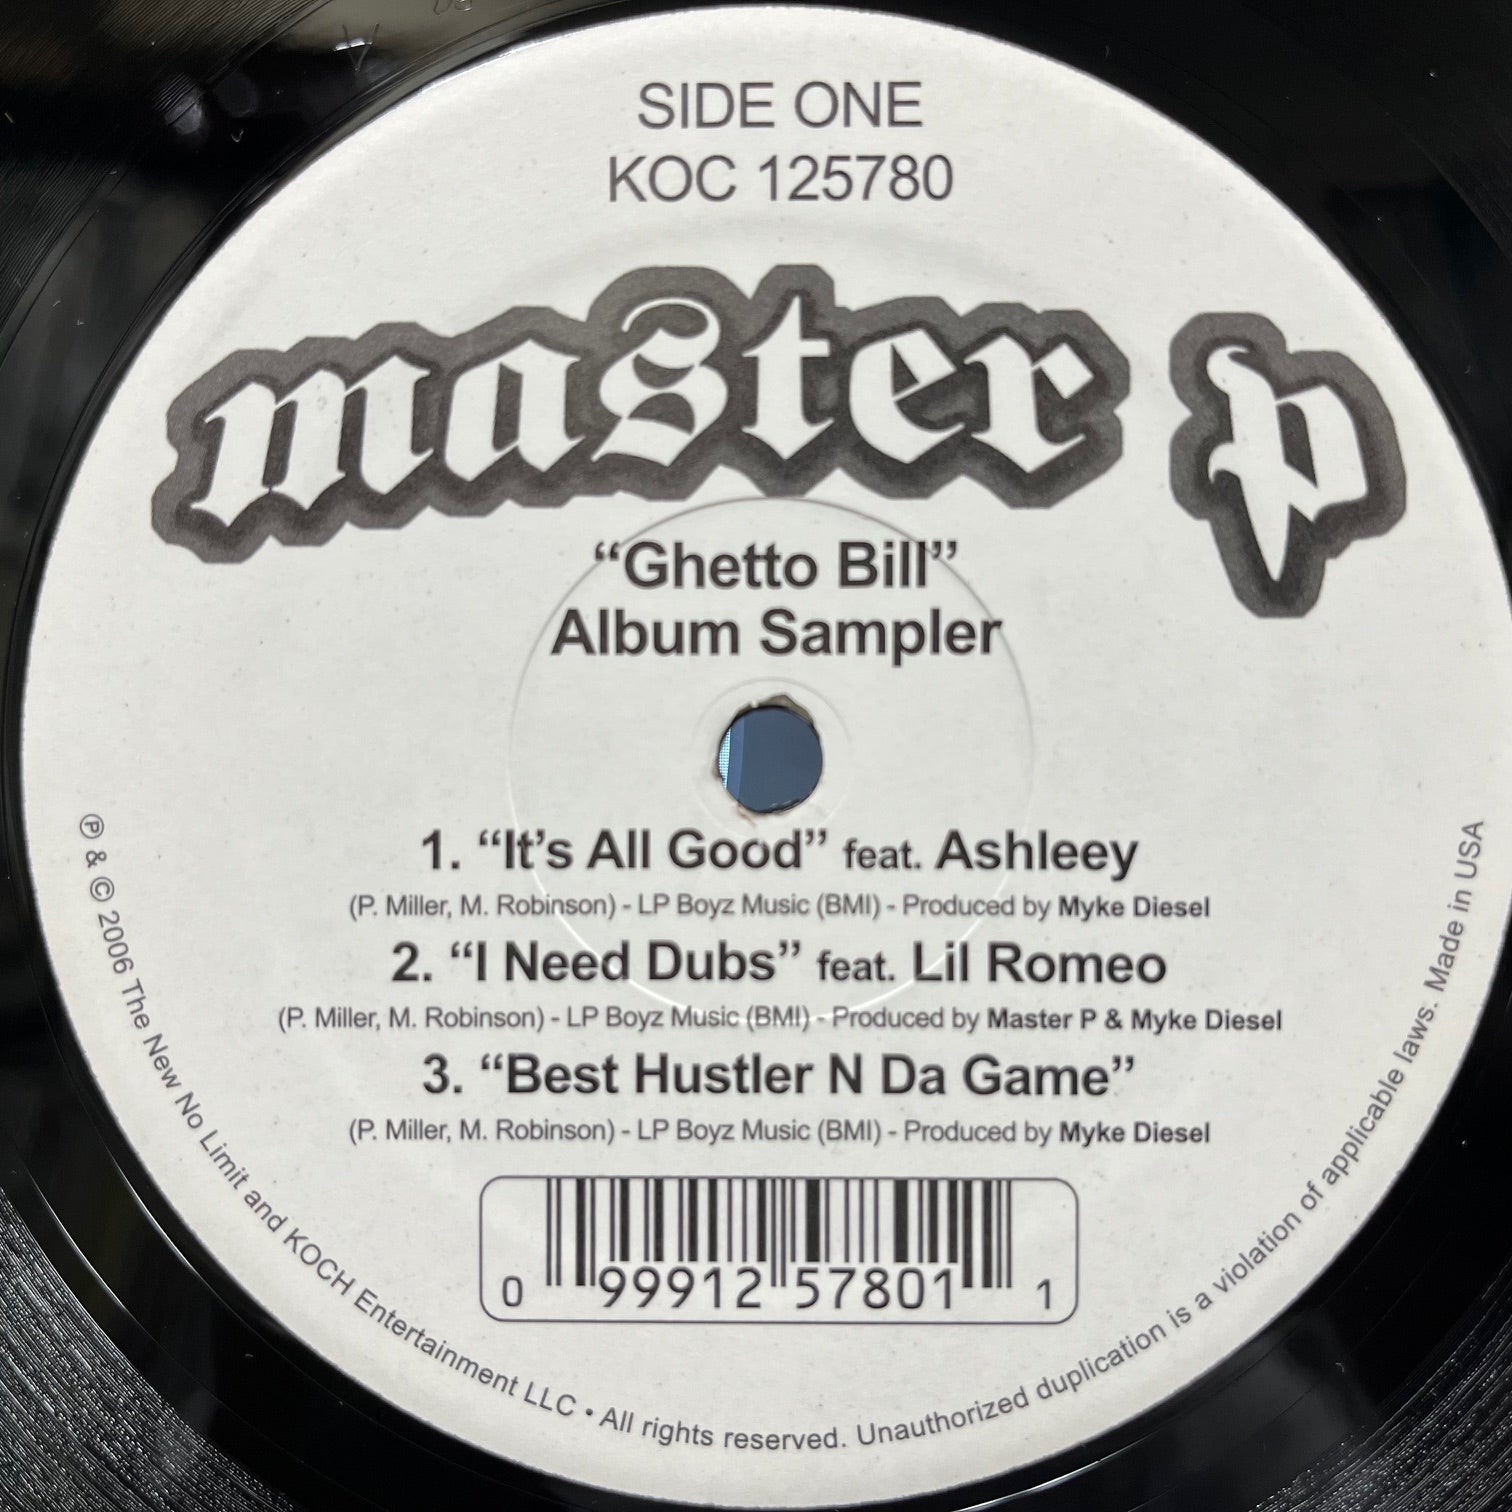 SIDE ONE
KOC 125780
master p
“Ghetto Bill”
Album Sampler
1. “It’s All Good” feat. Ashleey
(P. Miller, M. Robinson) - LP Boyz Music (BMI) - Produced by Myke Diesel
2. “I Need Dubs” feat. Lil Romeo
(P. Miller, M. Robinson) - LP Boyz Music (BMI) - Produced by Master P & Myke Diesel
3. “Best Hustler N Da Game”
(P. Miller, M. Robinson) - LP Boyz Music (BMI) - Produced by Myke Diesel
0 99912 57801 1
℗ & © 2006 The New No Limit and KOCH Entertainment LLC • All rights reserved. Unauthorized duplication is a violation of applicable laws. Made in USA